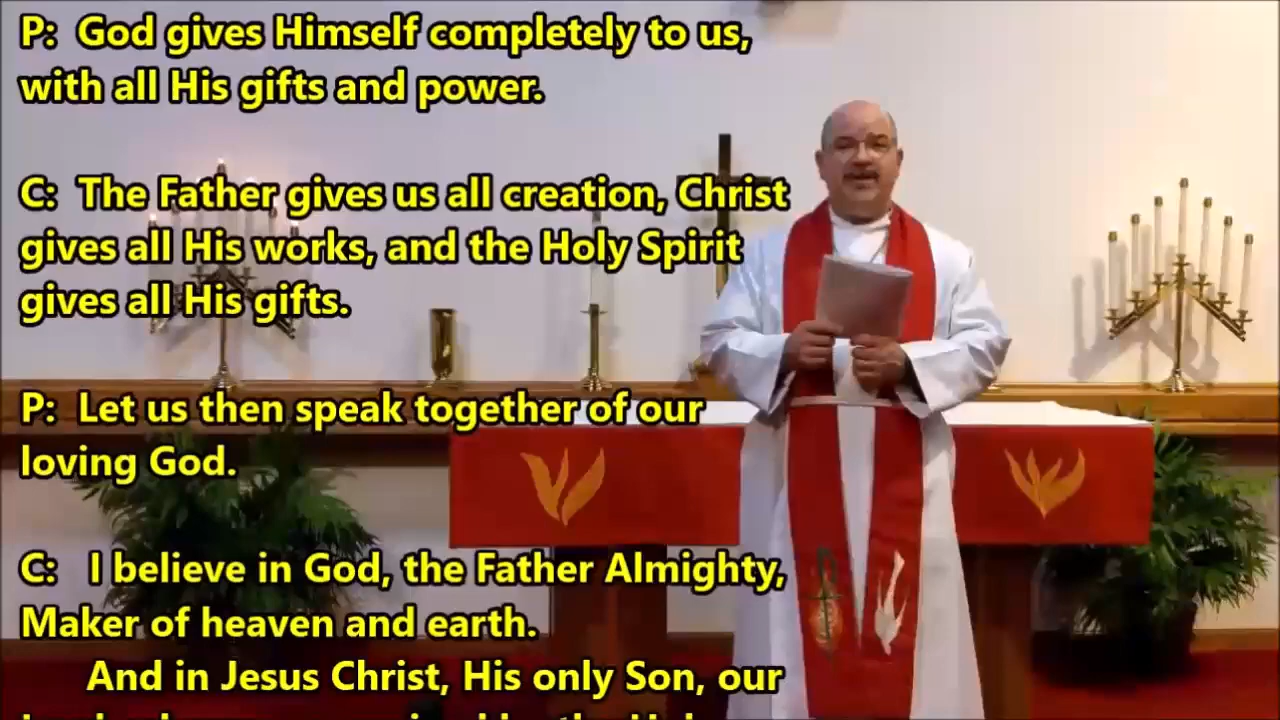 P:  God gives Himself completely to us,
with all His gifts and power.
C:  The Father gives us all creation, Christ
gives all His works, and the Holy Spirit
gives all His gifts.
P:  Let us then speak together of our
loving God.
C:   I believe in God, the Father Almighty,
Maker of heaven and earth.
And in Jesus Christ, His only Son, our